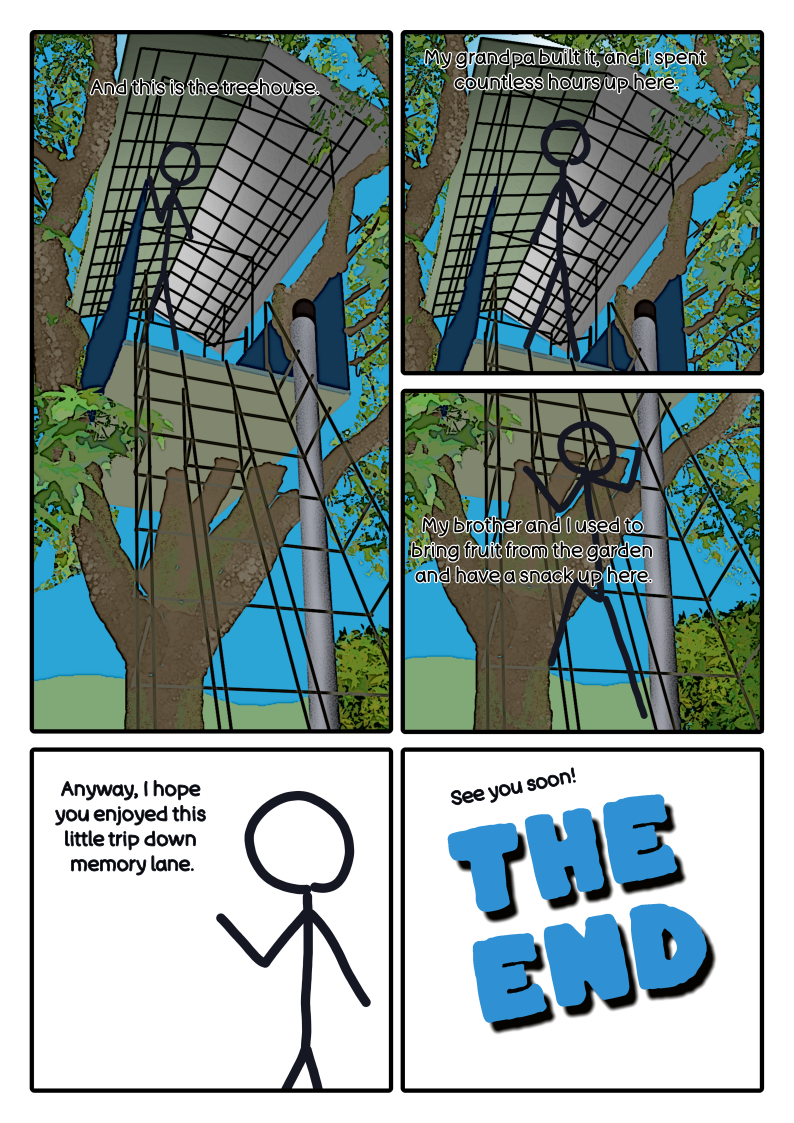 And this is the treehouse.
My grandpa built it, and I spent
countless hours up here.
My brother and I used to
bring fruit from the garden
and have a snack up here.
Anyway, I hope
you enjoyed this
little trip down
memory lane.
See you soon!
THE
END